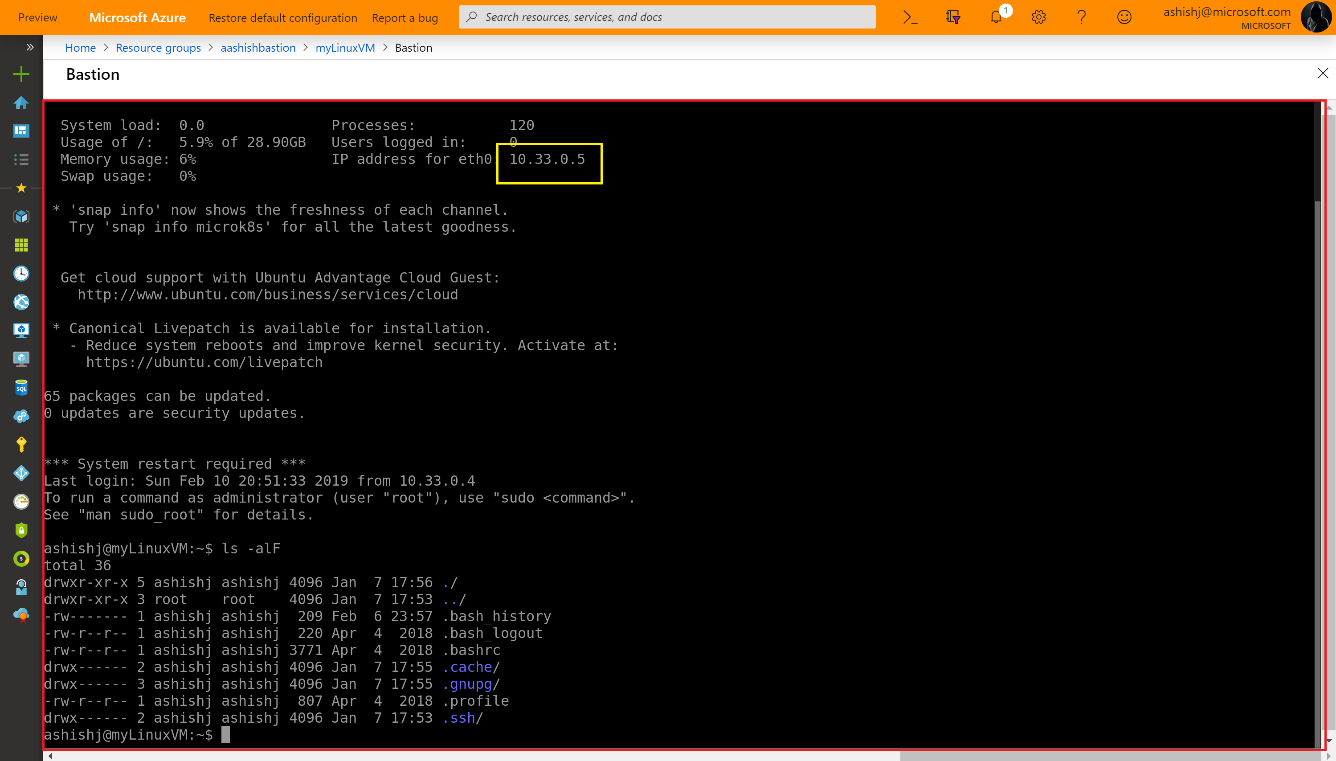 Preview Microsoft Azure Restore default configuration Report a bug Search resources, services, and docs 1 ashishj@microsoft.com
MICROSOFT
Home > Resource groups > aashishbastion > myLinuxVM > Bastion
Bastion
System load: 0.0 Processes: 120
Usage of /: 5.9% of 28.90GB Users logged in: 0
Memory usage: 6% IP address for eth0: 10.33.0.5
Swap usage: 0%
* 'snap info' now shows the freshness of each channel.
Try 'snap info microk8s' for all the latest goodness.
Get cloud support with Ubuntu Advantage Cloud Guest:
http://www.ubuntu.com/business/services/cloud
* Canonical Livepatch is available for installation.
- Reduce system reboots and improve kernel security. Activate at:
https://ubuntu.com/livepatch
65 packages can be updated.
0 updates are security updates.
*** System restart required ***
Last login: Sun Feb 10 20:51:33 2019 from 10.33.0.4
To run a command as administrator (user "root"), use "sudo <command>".
See "man sudo_root" for details.
ashishj@myLinuxVM:~$ ls -alF
total 36
drwxr-xr-x 5 ashishj ashishj 4096 Jan 7 17:56 ./
drwxr-xr-x 3 root root 4096 Jan 7 17:53 ../
-rw------- 1 ashishj ashishj 209 Feb 6 23:57 .bash_history
-rw-r--r-- 1 ashishj ashishj 220 Apr 4 2018 .bash_logout
-rw-r--r-- 1 ashishj ashishj 3771 Apr 4 2018 .bashrc
drwx------ 2 ashishj ashishj 4096 Jan 7 17:55 .cache/
drwx------ 3 ashishj ashishj 4096 Jan 7 17:55 .gnupg/
-rw-r--r-- 1 ashishj ashishj 807 Apr 4 2018 .profile
drwx------ 2 ashishj ashishj 4096 Jan 7 17:53 .ssh/
ashishj@myLinuxVM:~$